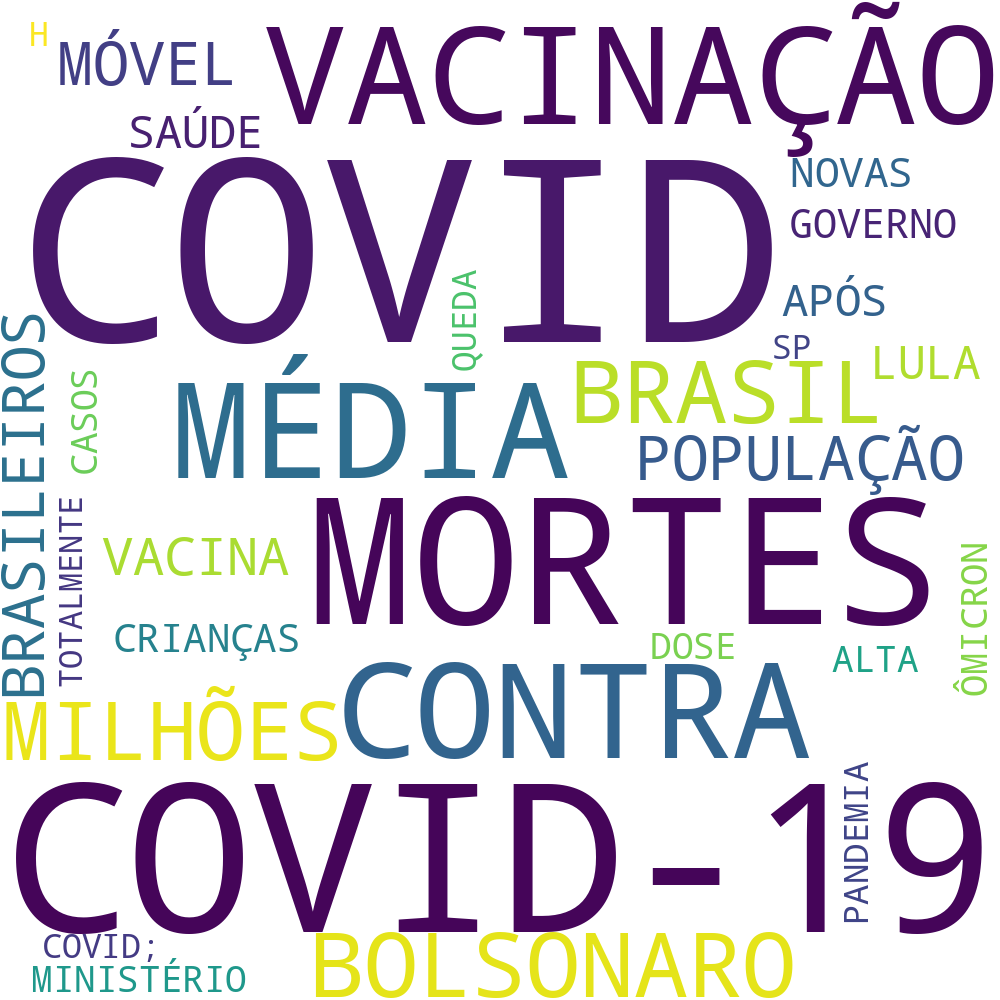 H
MÓVEL
VACINAÇÃO
SAÚDE
COVID
NOVAS
GOVERNO
QUEDA
APÓS
SP
BRASILEIROS
CASOS
MÉDIA
BRASIL
LULA
POPULAÇÃO
TOTALMENTE
VACINA
MORTES
ÔMICRON
CRIANÇAS
DOSE
ALTA
MILHÕES
CONTRA
COVID-19
PANDEMIA
COVID;
MINISTÉRIO
BOLSONARO